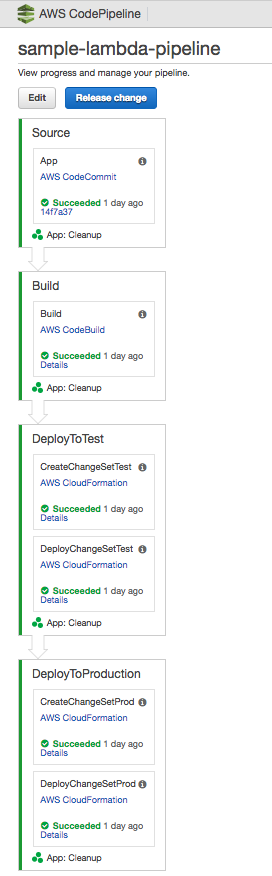 AWS CodePipeline
sample-lambda-pipeline
View progress and manage your pipeline.
Edit
Release change
Source
App
AWS CodeCommit
Succeeded 1 day ago
14f7a37
App: Cleanup
Build
Build
AWS CodeBuild
Succeeded 1 day ago
Details
App: Cleanup
DeployToTest
CreateChangeSetTest
AWS CloudFormation
Succeeded 1 day ago
Details
DeployChangeSetTest
AWS CloudFormation
Succeeded 1 day ago
Details
App: Cleanup
DeployToProduction
CreateChangeSetProd
AWS CloudFormation
Succeeded 1 day ago
Details
DeployChangeSetProd
AWS CloudFormation
Succeeded 1 day ago
Details
App: Cleanup